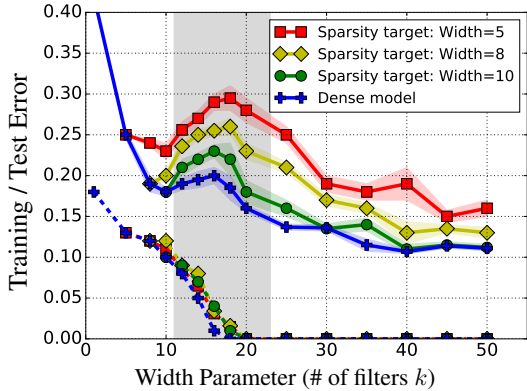 0.40
0.35
0.30
0.25
0.20
0.15
0.10
0.05
0.00
Training / Test Error
Sparsity target: Width=5
Sparsity target: Width=8
Sparsity target: Width=10
Dense model
0 10 20 30 40 50
Width Parameter (# of filters k)